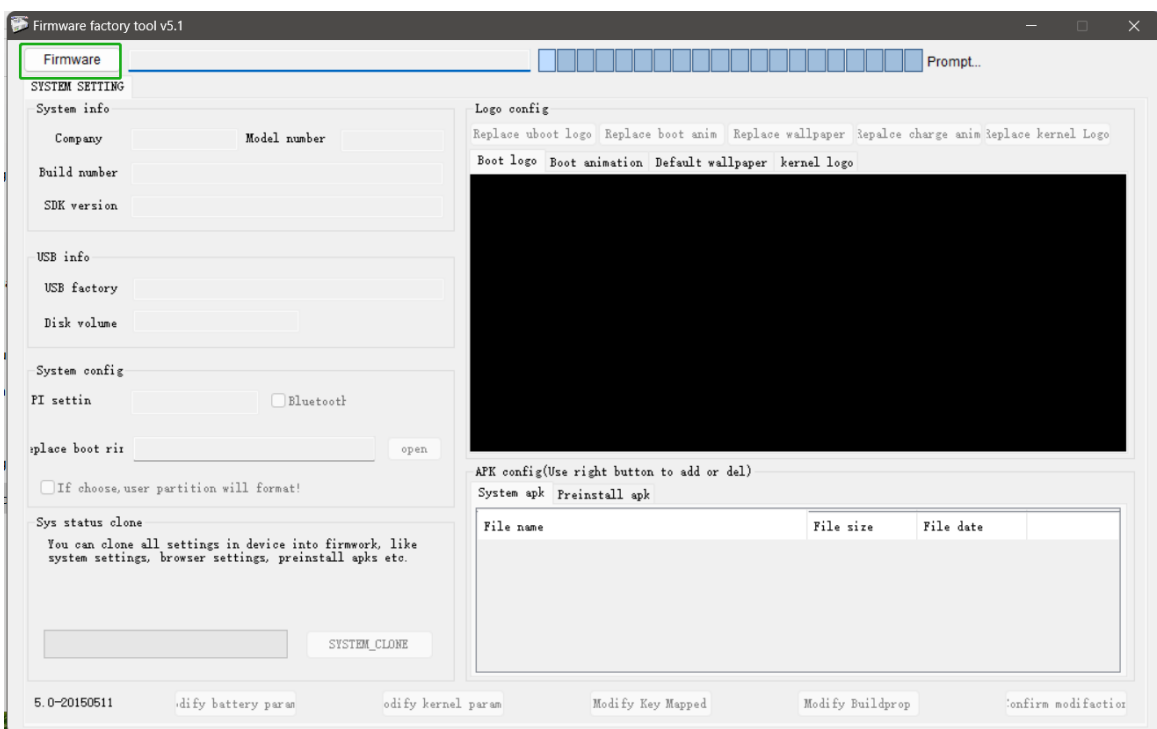 Firmware factory tool v5.1
Firmware
Prompt...
SYSTEM SETTING
System info
Company
Model number
Build number
SDK version
USB info
USB factory
Disk volume
System config
PI settin
Bluetooth
eplace boot rin
open
If choose,user partition will format!
Sys status clone
You can clone all settings in device into firmwork, like
system settings, browser settings, preinstall apks etc.
SYSTEM_CLONE
Logo config
Replace uboot logo
Replace boot anim
Replace wallpaper
Repalce charge anim
Replace kernel Logo
Boot logo
Boot animation
Default wallpaper
kernel logo
APK config(Use right button to add or del)
System apk
Preinstall apk
File name
File size
File date
5.0-20150511
dify battery param
odify kernel param
Modify Key Mapped
Modify Buildprop
Confirm modifaction